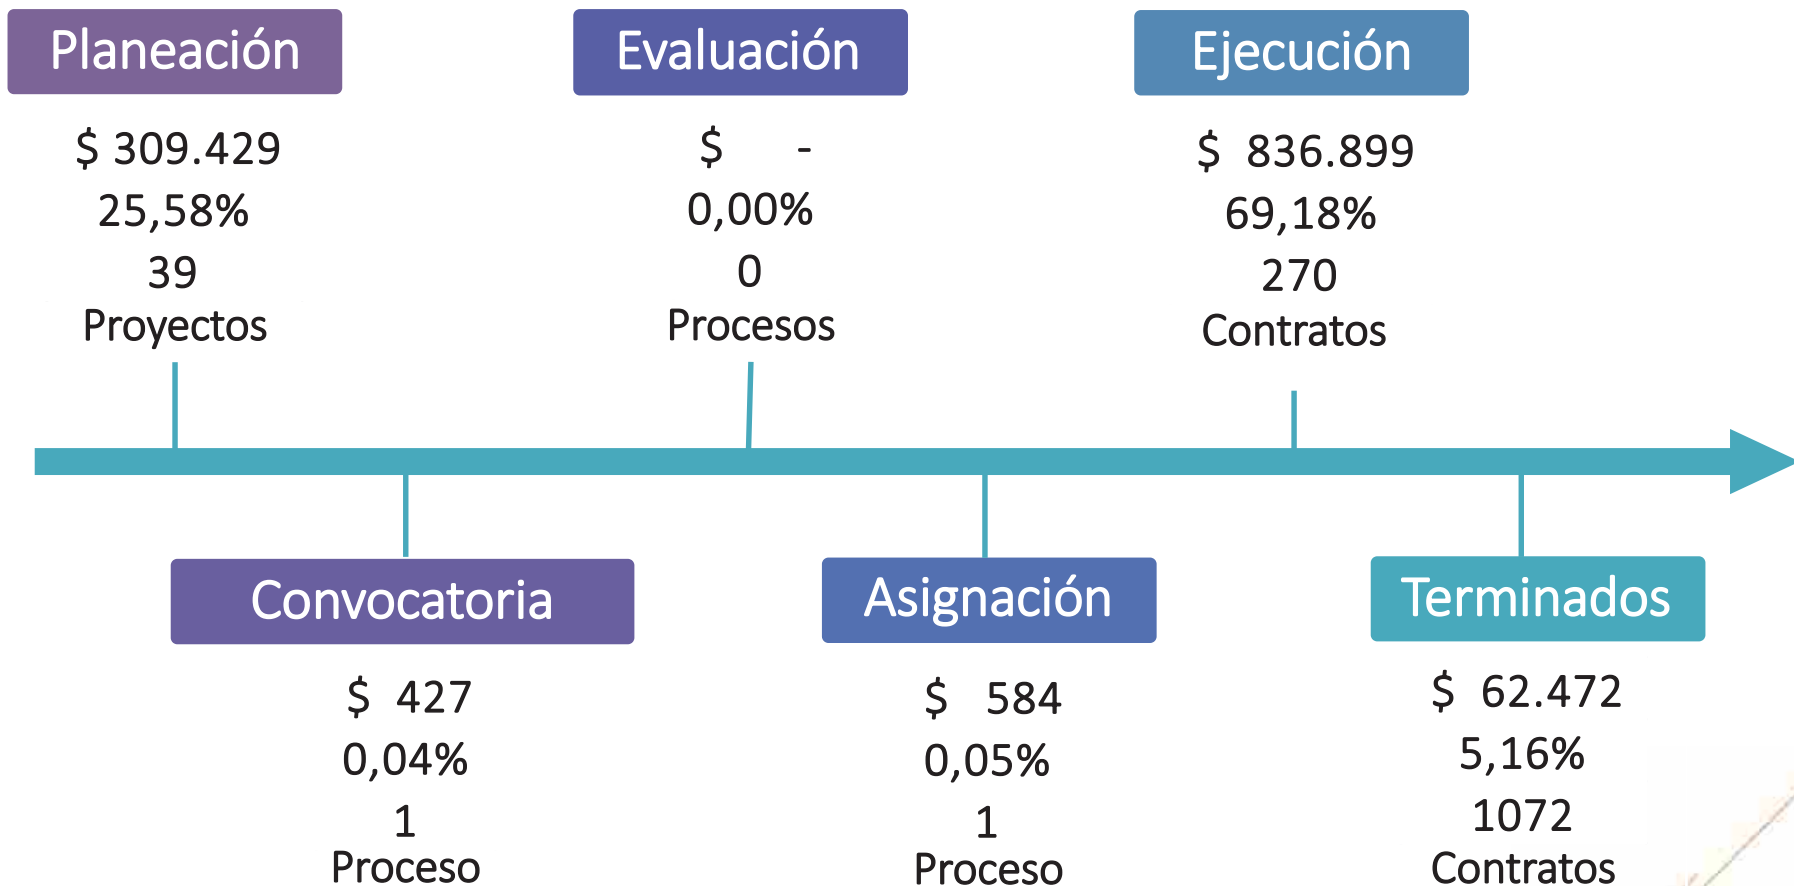 Planeación
$ 309.429
25,58%
39
Proyectos
Convocatoria
$ 427
0,04%
1
Proceso
Evaluación
$ -
0,00%
0
Procesos
Asignación
$ 584
0,05%
1
Proceso
Ejecución
$ 836.899
69,18%
270
Contratos
Terminados
$ 62.472
5,16%
1072
Contratos